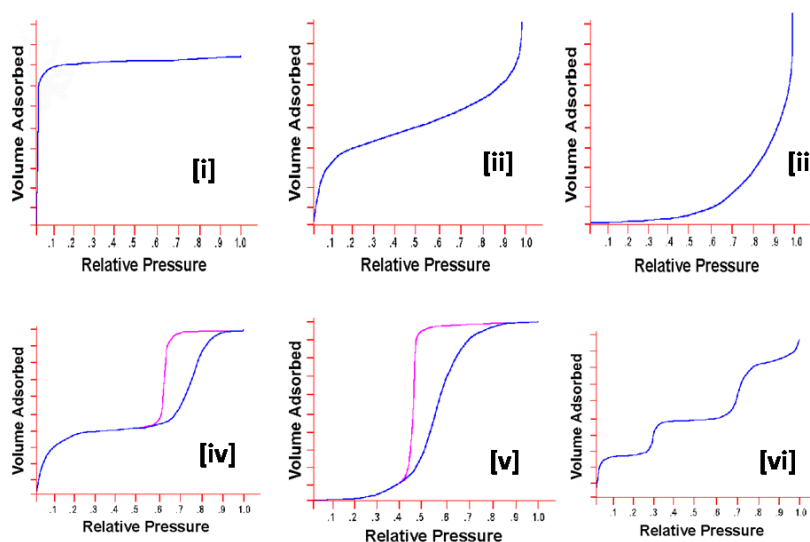 Volume Adsorbed
[i]
.1 .2 .3 .4 .5 .6 .7 .8 .9 1.0
Relative Pressure
Volume Adsorbed
[ii]
.1 .2 .3 .4 .5 .6 .7 .8 .9 1.0
Relative Pressure
Volume Adsorbed
[ii
.1 .2 .3 .4 .5 .6 .7 .8 .9 1.0
Relative Pressure
Volume Adsorbed
[iv]
.1 .2 .3 .4 .5 .6 .7 .8 .9 1.0
Relative Pressure
Volume Adsorbed
[v]
.1 .2 .3 .4 .5 .6 .7 .8 .9 1.0
Relative Pressure
Volume Adsorbed
[vi]
.1 .2 .3 .4 .5 .6 .7 .8 .9 1.0
Relative Pressure